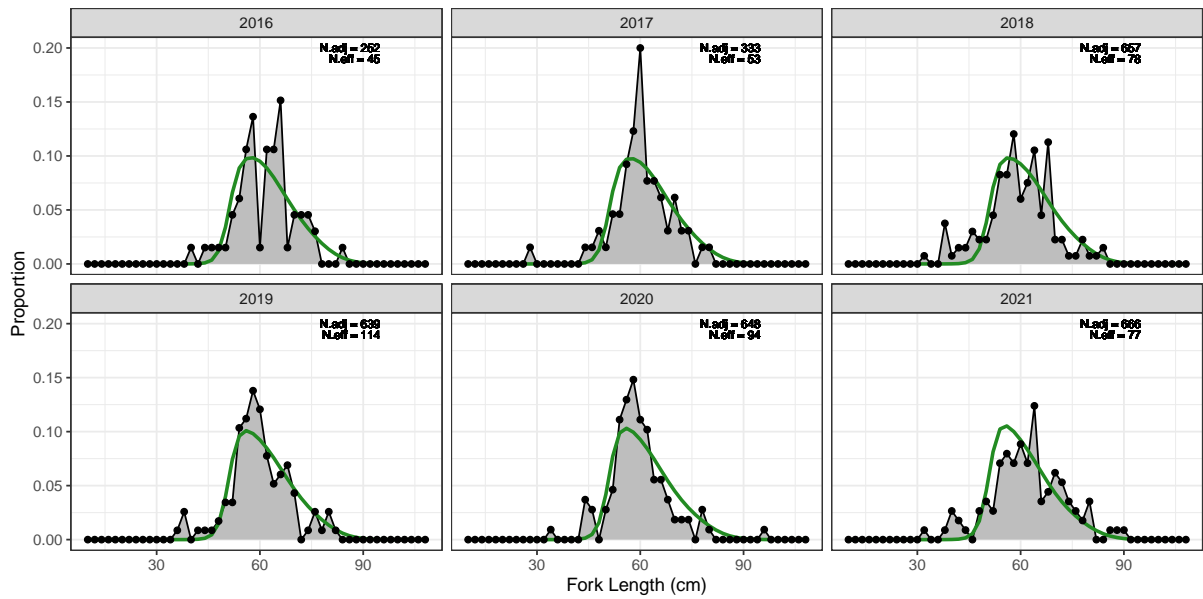 2016
2017
2018
N.adj = 252
N.eff = 45
N.adj = 333
N.eff = 53
N.adj = 657
N.eff = 78
0.20
0.15
0.10
0.05
0.00
2019
2020
2021
N.adj = 639
N.eff = 114
N.adj = 648
N.eff = 94
N.adj = 666
N.eff = 77
0.20
0.15
0.10
0.05
0.00
30
60
90
30
60
90
30
60
90
Proportion
Fork Length (cm)